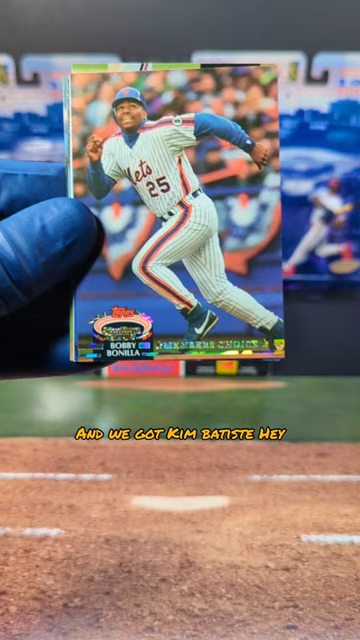 Mets
25
Topps
BOBBY
BONILLA
MEMBERS CHOICE
And we got Kim batiste Hey